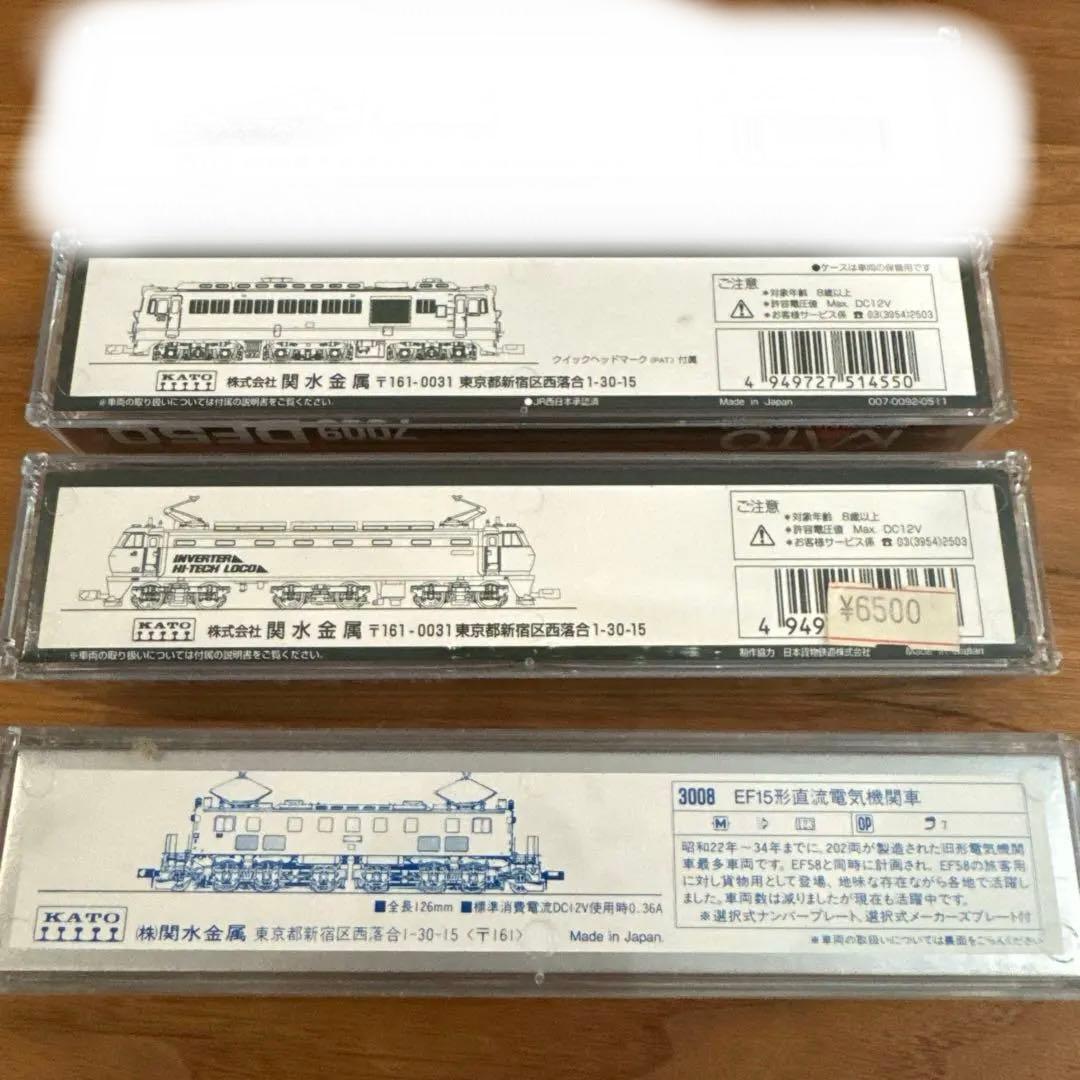 ●ケースは車両の保管用です
ご注意
*対象年齢 8歳以上
*許容電圧値 Max. DC12V
*お客様サービス係 ☎ 03(3954)2503
クイックヘッドマーク(PAT)付属
KATO 株式会社 関水金属 〒161-0031 東京都新宿区西落合1-30-15
4 949727 514550
※車両の取り扱いについては付属の説明書をご覧ください。
●JR西日本承認済
Made in Japan
007-0092-0511
7009 DF50
KATO
ご注意
*対象年齢 8歳以上
*許容電圧値 Max. DC12V
*お客様サービス係 ☎ 03(3954)2503
INVERTER
HI-TECH LOCO
¥6500
4 949
KATO 株式会社 関水金属 〒161-0031 東京都新宿区西落合1-30-15
※車両の取り扱いについては付属の説明書をご覧ください。
制作協力 日本貨物鉄道株式会社
Made in Japan
3008 EF15形直流電気機関車
M OP 7
昭和22年～34年までに、202両が製造された旧形電気機関
車最多車両です。EF58と同時に計画され、EF58の旅客用
に対し貨物用として登場、地味な存在ながら各地で活躍し
ました。車両数は減りましたが現在も活躍中です。
※選択式ナンバープレート、選択式メーカーズプレート付
■全長126mm ■標準消費電流DC12V使用時0.36A
KATO (株)関水金属 東京都新宿区西落合1-30-15〈〒161〉
Made in Japan.
※車両の取扱いについては裏面をごらんください